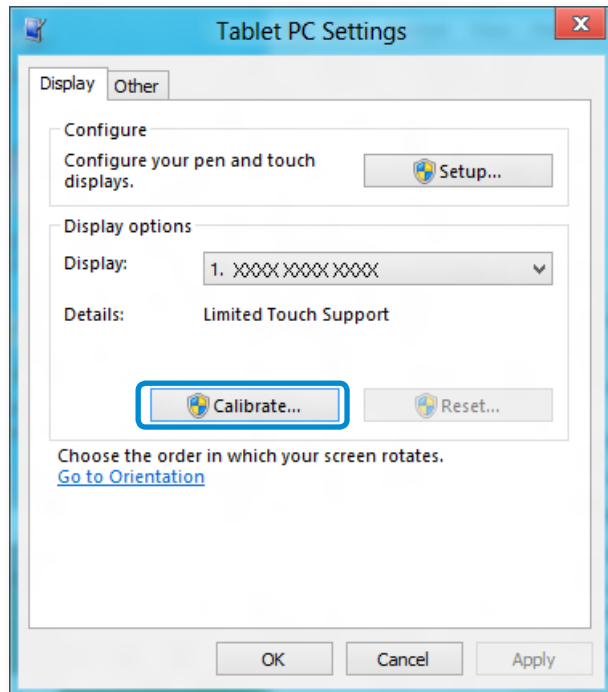 Tablet PC Settings
Display
Other
Configure
Configure your pen and touch
displays.
Setup...
Display options
Display:
1. XXXX XXXX XXXX
Details:
Limited Touch Support
Calibrate...
Reset...
Choose the order in which your screen rotates.
Go to Orientation
OK
Cancel
Apply